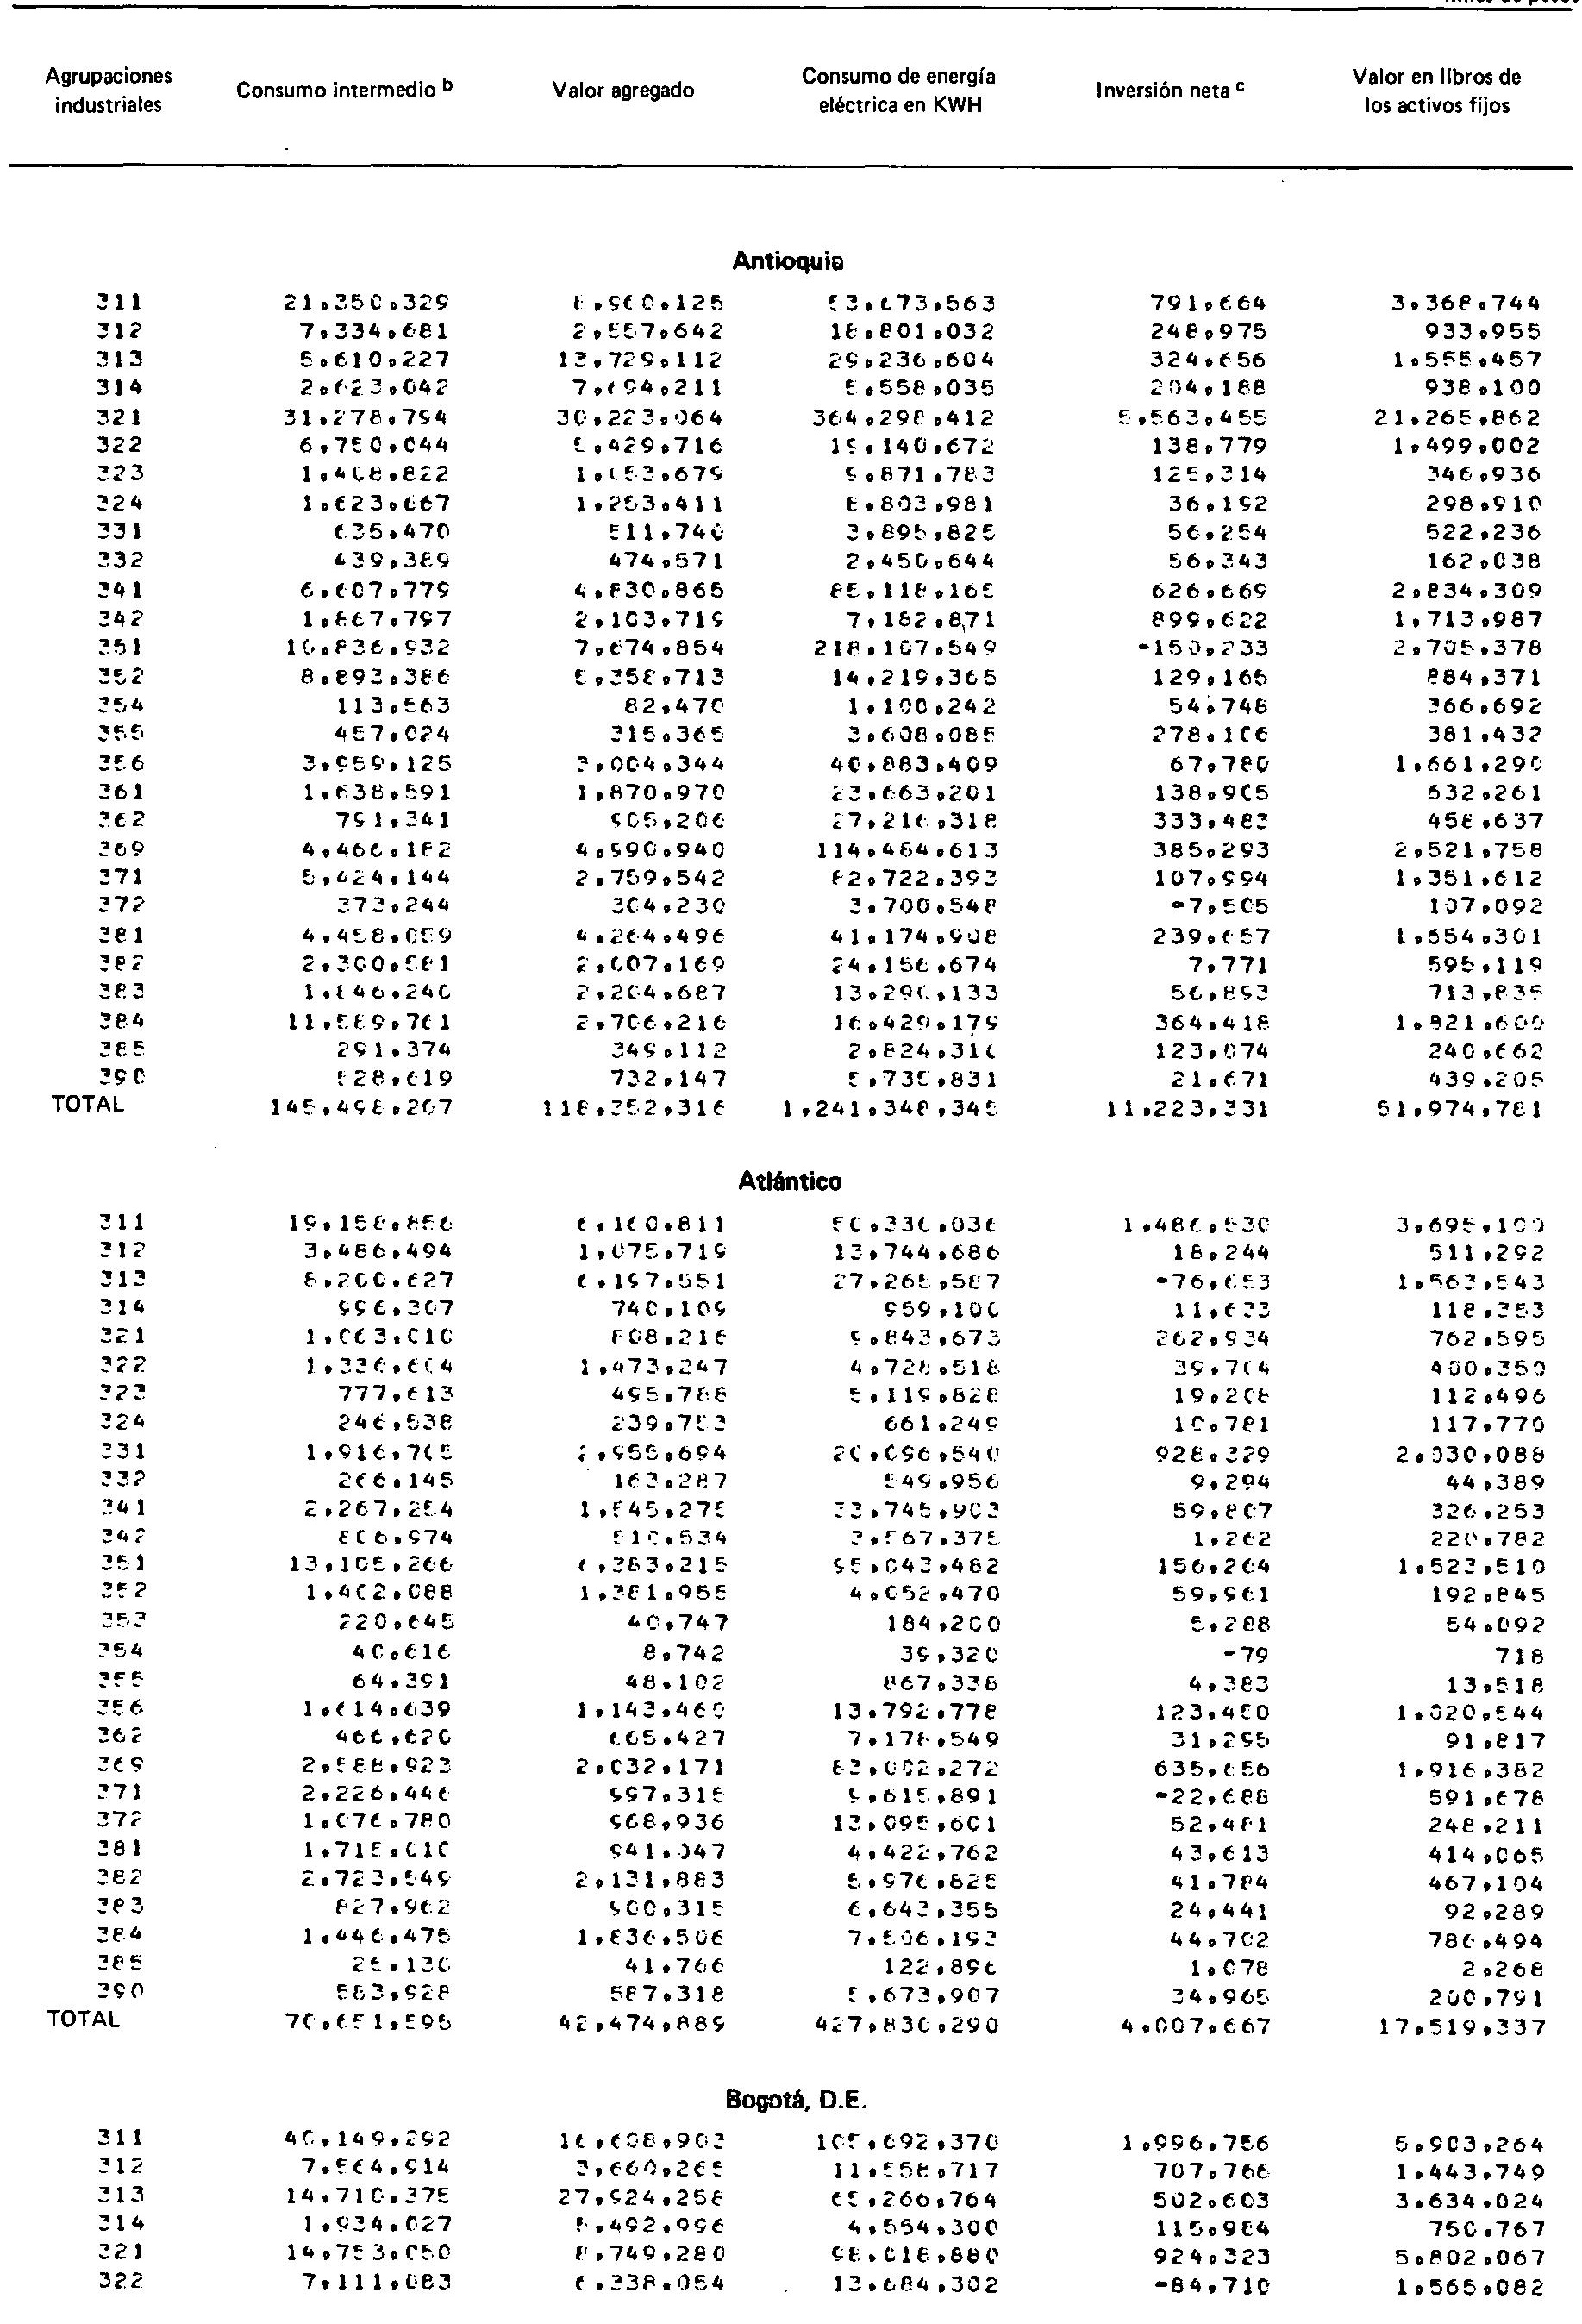 Agrupaciones industriales Consumo intermedio b Valor agregado Consumo de energía eléctrica en KWH Inversión neta c Valor en libros de los activos fijos
Antioquia
311 21,350,329 8,960,125 53,673,563 791,664 3,368,744
312 7,334,681 2,557,642 18,801,032 248,975 933,955
313 5,610,227 13,729,112 29,236,604 324,656 1,555,457
314 2,623,042 7,694,211 5,558,035 204,188 938,100
321 31,278,794 30,223,064 364,298,412 5,563,455 21,265,862
322 6,750,044 5,429,716 19,140,672 138,779 1,499,002
323 1,408,822 1,053,679 9,871,783 125,314 346,936
324 1,623,667 1,253,411 8,803,981 36,192 298,910
331 635,470 511,740 3,895,825 56,254 522,236
332 439,389 474,571 2,450,644 56,343 162,038
341 6,607,779 4,830,865 85,118,165 626,669 2,834,309
342 1,867,797 2,103,719 7,182,871 899,622 1,713,987
351 10,836,932 7,674,854 218,107,549 -150,233 2,705,378
352 8,893,386 5,358,713 14,219,365 129,165 884,371
354 113,563 82,470 1,100,242 54,748 366,692
355 457,024 315,365 3,608,085 278,106 381,432
356 3,959,125 3,004,344 40,883,409 67,780 1,661,290
361 1,638,591 1,870,970 23,663,201 138,905 632,261
362 791,341 905,206 27,216,318 333,483 458,637
369 4,466,182 4,590,940 114,484,613 385,293 2,521,758
371 5,424,144 2,759,542 82,722,393 107,994 1,351,612
372 373,244 304,230 3,700,548 -7,505 107,092
381 4,458,059 4,264,496 41,174,908 239,657 1,654,301
382 2,300,581 2,007,169 24,156,674 7,771 595,119
383 1,846,240 2,204,687 13,290,133 56,893 713,835
384 11,589,761 2,706,216 16,429,179 364,418 1,821,600
385 291,374 349,112 2,824,316 123,074 240,662
390 528,619 732,147 5,735,831 21,671 439,205
TOTAL 145,498,207 118,352,316 1,241,348,345 11,223,331 51,974,781
Atlántico
311 19,158,856 6,160,811 50,336,036 1,486,530 3,695,100
312 3,486,494 1,075,719 13,744,686 18,244 511,292
313 8,200,627 6,197,551 27,268,587 -76,653 1,563,543
314 996,307 740,109 959,106 11,633 118,353
321 1,063,010 808,216 9,843,673 262,934 762,595
322 1,336,604 1,473,247 4,728,518 39,704 400,350
323 777,613 495,788 5,119,828 19,208 112,496
324 246,538 239,753 661,249 10,781 117,770
331 1,916,705 2,955,694 20,096,540 928,329 2,030,088
332 266,145 163,287 549,956 9,294 44,389
341 2,267,254 1,545,275 33,745,903 59,807 326,253
342 806,974 510,534 3,567,375 1,262 220,782
351 13,105,266 6,383,215 95,043,482 156,264 1,523,510
352 1,402,088 1,381,955 4,052,470 59,961 192,845
353 220,645 40,747 184,200 5,288 54,092
354 40,616 8,742 39,320 -79 718
355 64,391 48,102 867,338 4,383 13,518
356 1,614,639 1,143,460 13,792,778 123,450 1,020,544
362 466,620 665,427 7,178,549 31,295 91,817
369 2,588,923 2,032,171 83,002,272 635,656 1,916,382
371 2,226,446 997,315 9,615,891 -22,688 591,678
372 1,076,780 968,936 13,095,601 52,481 248,211
381 1,715,010 941,047 4,422,762 43,613 414,065
382 2,723,549 2,131,883 5,976,825 41,784 467,104
383 827,962 900,315 6,643,355 24,441 92,289
384 1,446,475 1,836,506 7,506,193 44,702 786,494
385 25,130 41,766 122,896 1,078 2,268
390 583,928 587,318 5,673,907 34,965 200,791
TOTAL 70,651,595 42,474,889 427,830,290 4,007,667 17,519,337
Bogotá, D.E.
311 40,149,292 16,608,903 105,692,370 1,996,756 5,903,264
312 7,564,914 3,660,265 11,558,717 707,766 1,443,749
313 14,710,375 27,924,258 65,266,764 502,603 3,634,024
314 1,934,027 5,492,996 4,554,300 115,984 750,767
321 14,753,050 8,749,280 98,018,880 924,323 5,802,067
322 7,111,083 6,338,054 13,684,302 -84,710 1,565,082